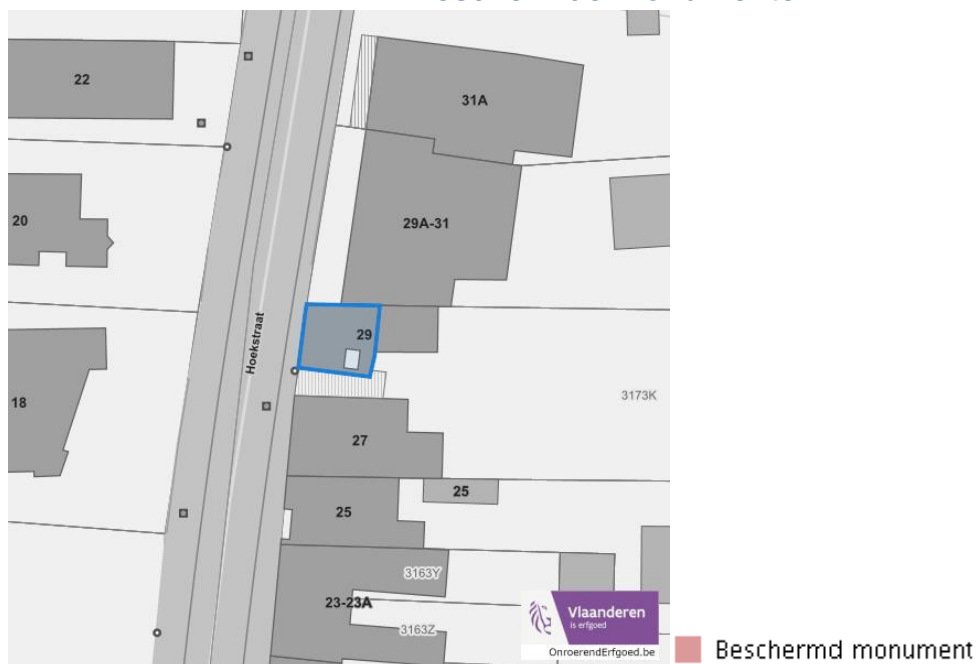 22
31A
20
29A-31
Hoekstraat
29
18
3173K
27
25
25
3163Y
23-23A
3163Z
Vlaanderen
is erfgoed
OnroerendErfgoed.be
Beschermd monument